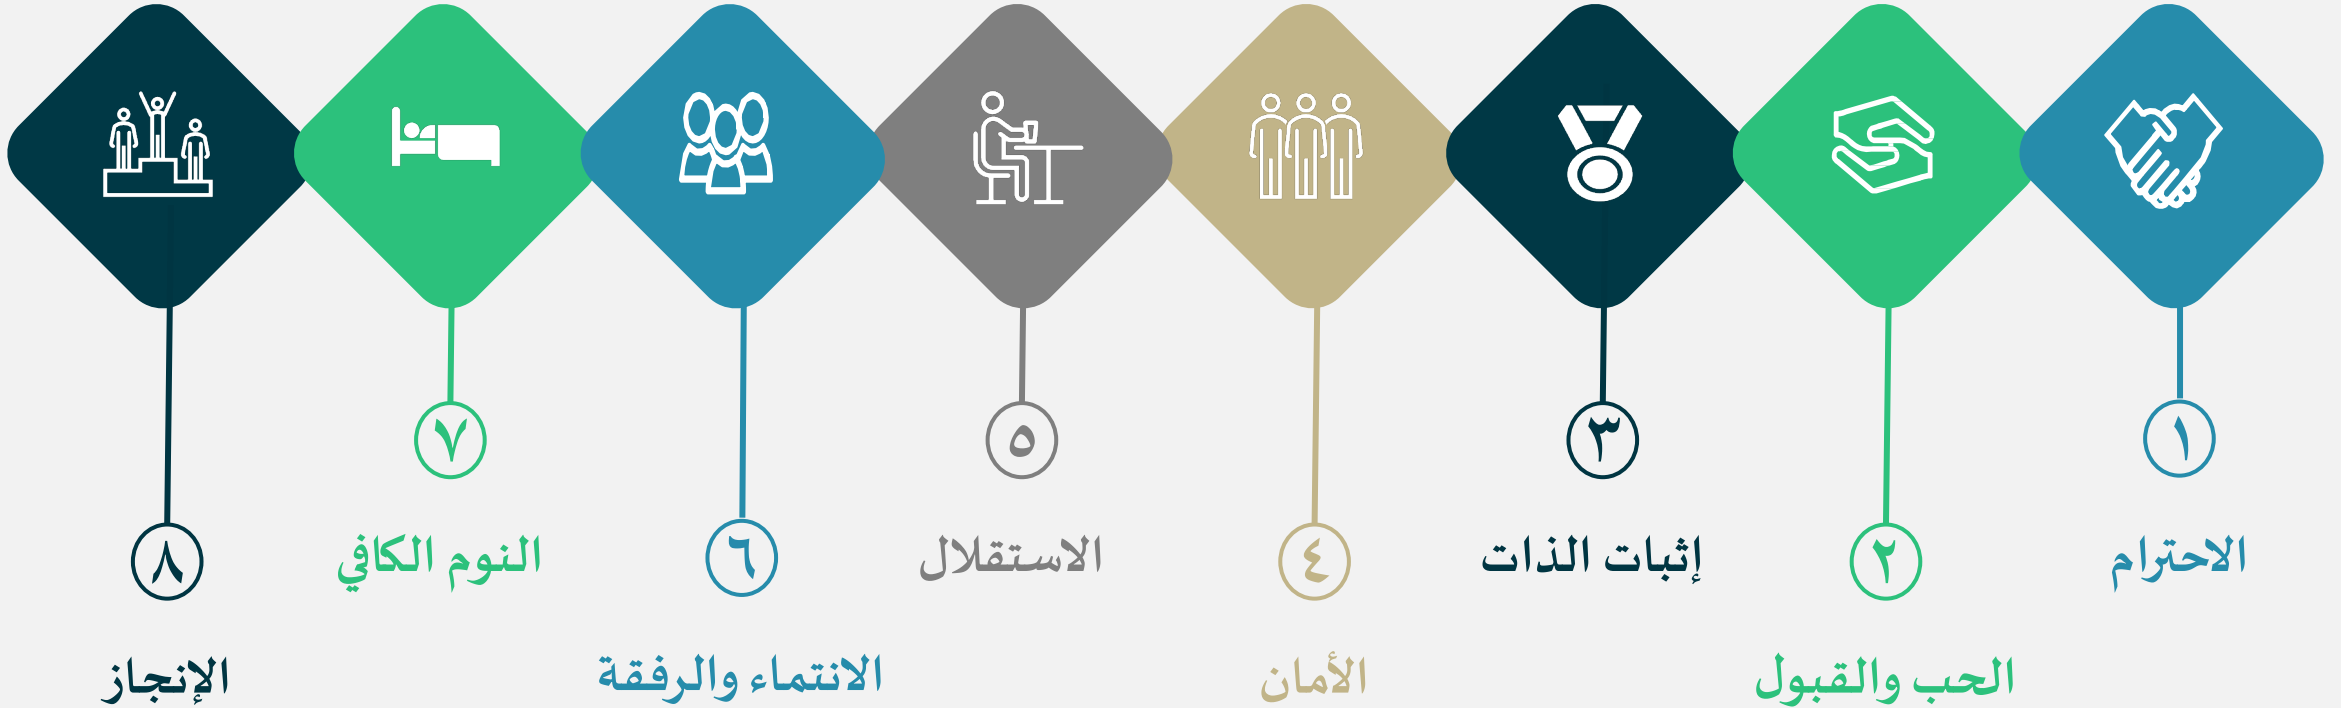 ١
الاحترام
٢
الحب والقبول
٣
إثبات الذات
٤
الأمان
٥
الاستقلال
٦
الانتماء والرفقة
٧
النوم الكافي
٨
الإنجاز